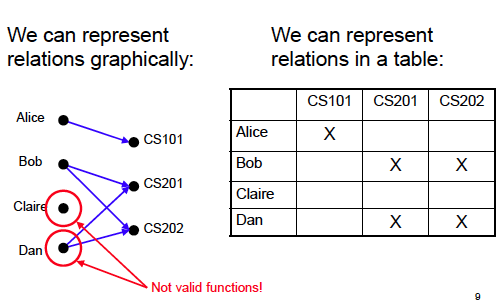 We can represent
relations graphically:
Alice
Bob
Claire
Dan
CS101
CS201
CS202
Not valid functions!
We can represent
relations in a table:
CS101 CS201 CS202
Alice X
Bob X X
Claire
Dan X X
9